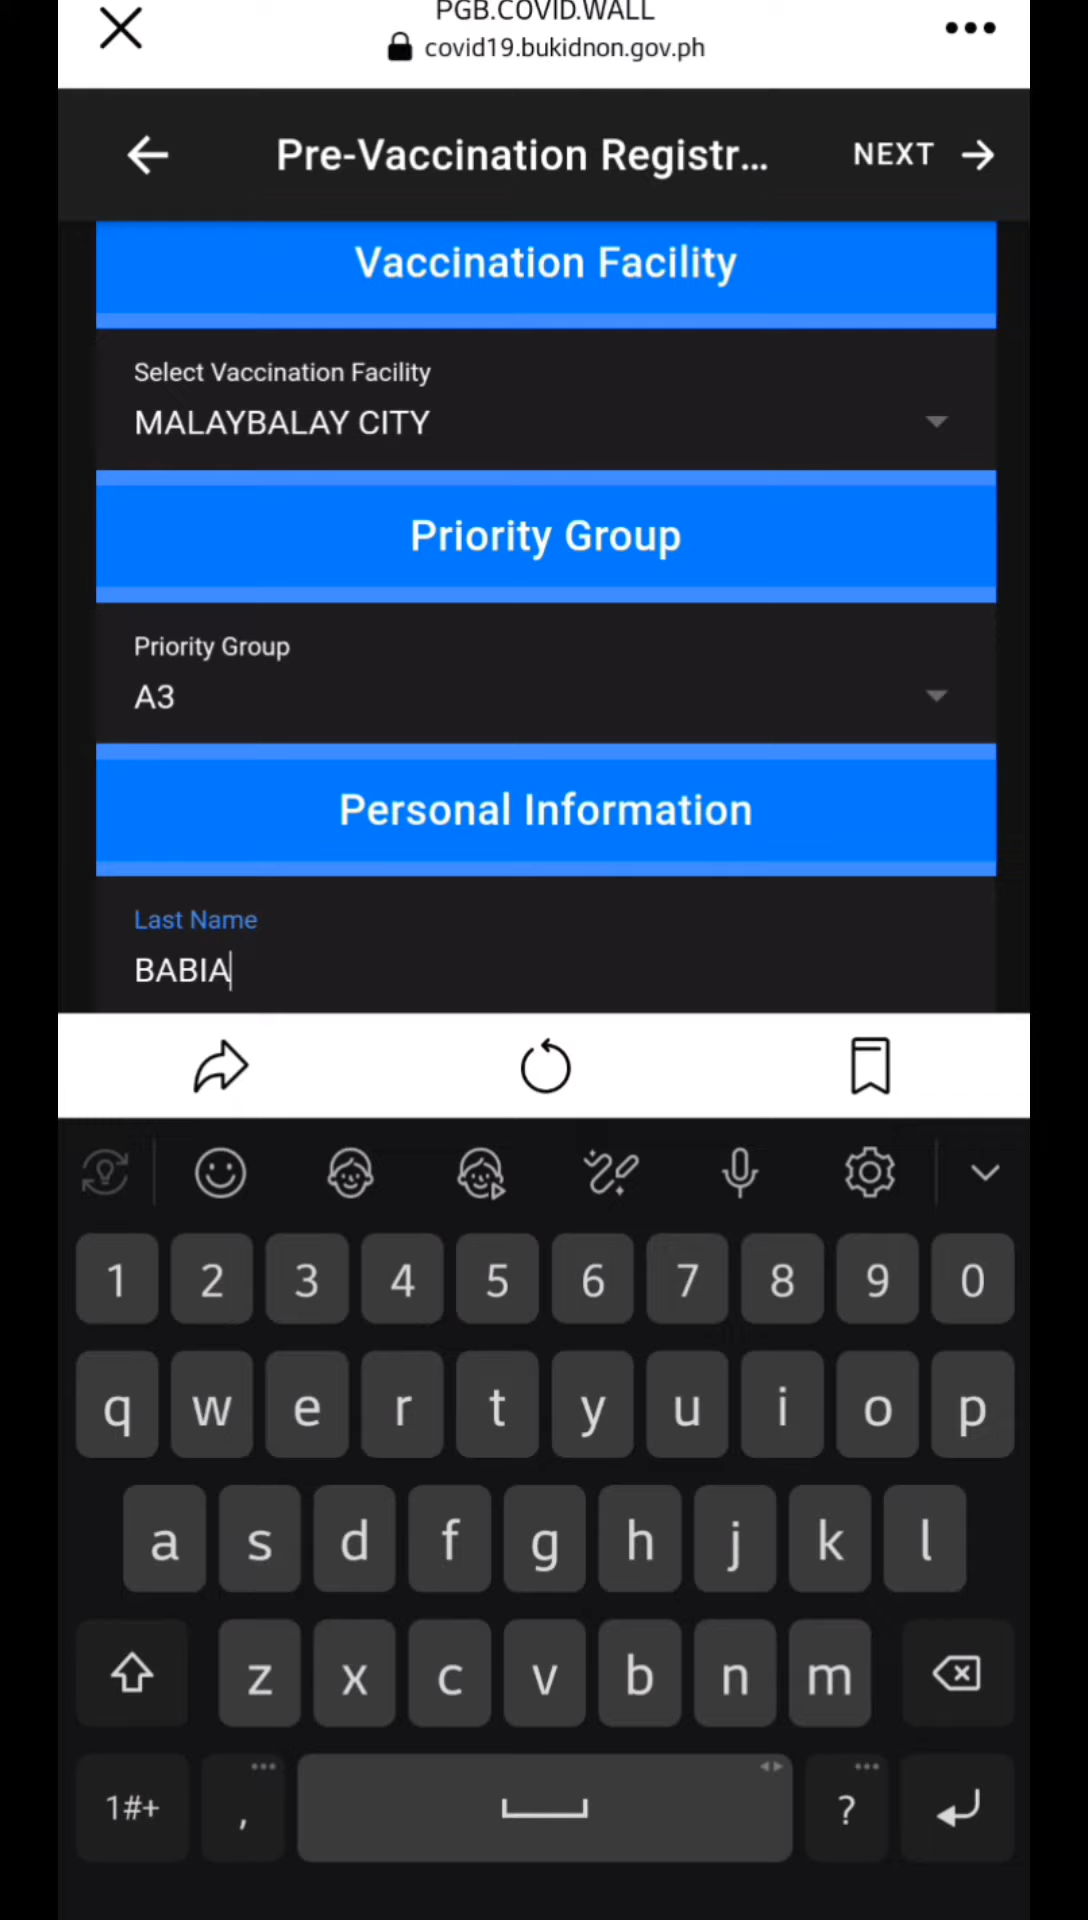 PGB.COVID.WALL
covid19.bukidnon.gov.ph
Pre-Vaccination Registr... NEXT
Vaccination Facility
Select Vaccination Facility
MALAYBALAY CITY
Priority Group
Priority Group
A3
Personal Information
Last Name
BABIA
1 2 3 4 5 6 7 8 9 0
q w e r t y u i o p
a s d f g h j k l
z x c v b n m
1#+ , ?